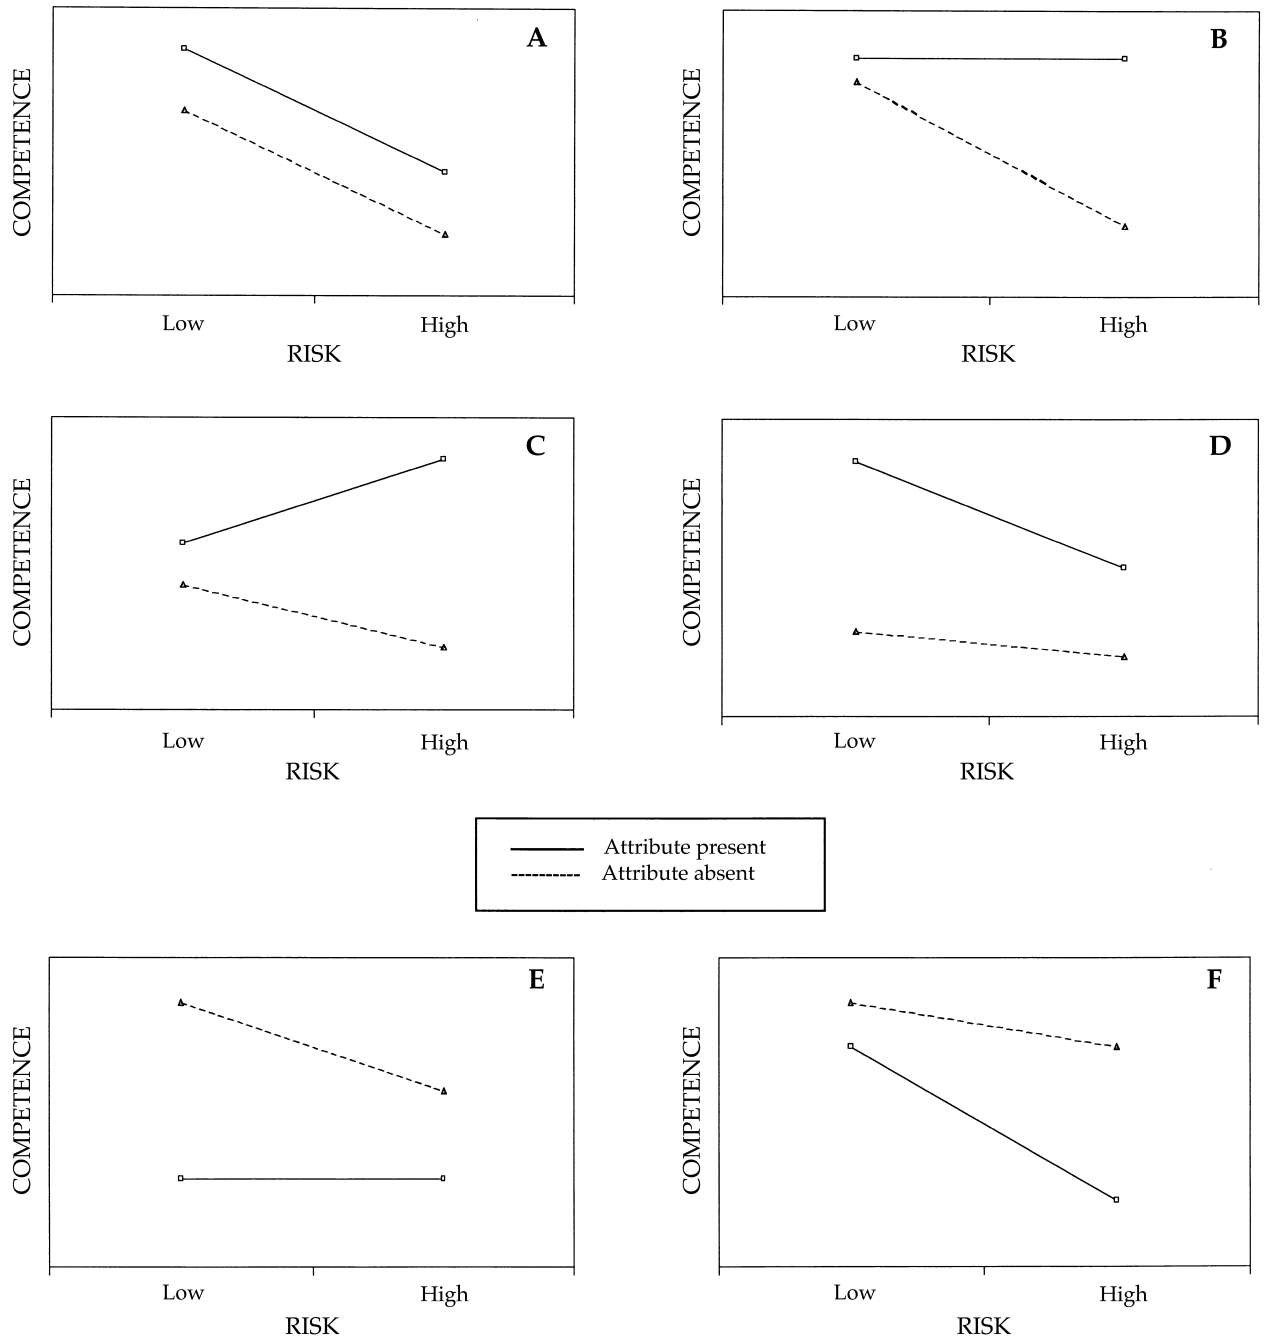 A
B
COMPETENCE
COMPETENCE
Low
High
Low
High
RISK
RISK
C
D
COMPETENCE
COMPETENCE
Low
High
Low
High
RISK
RISK
Attribute present
Attribute absent
E
F
COMPETENCE
COMPETENCE
Low
High
Low
High
RISK
RISK